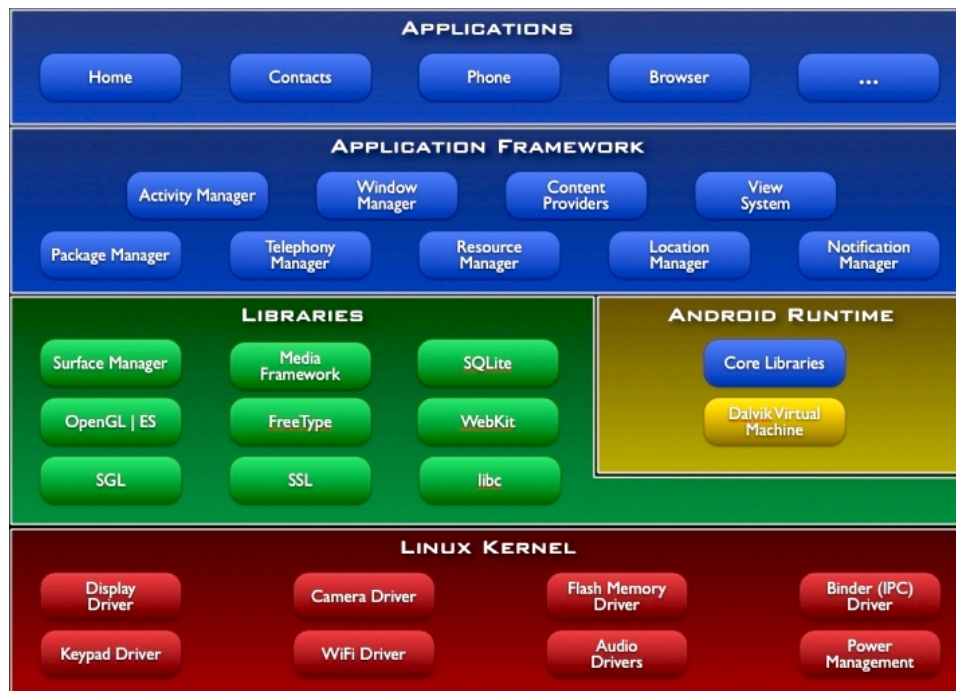 APPLICATIONS
Home
Contacts
Phone
Browser
...
APPLICATION FRAMEWORK
Activity Manager
Window
Manager
Content
Providers
View
System
Package Manager
Telephony
Manager
Resource
Manager
Location
Manager
Notification
Manager
LIBRARIES
Surface Manager
Media
Framework
SQLite
OpenGL | ES
FreeType
WebKit
SGL
SSL
libc
ANDROID RUNTIME
Core Libraries
Dalvik Virtual
Machine
LINUX KERNEL
Display
Driver
Camera Driver
Flash Memory
Driver
Binder (IPC)
Driver
Keypad Driver
WiFi Driver
Audio
Drivers
Power
Management